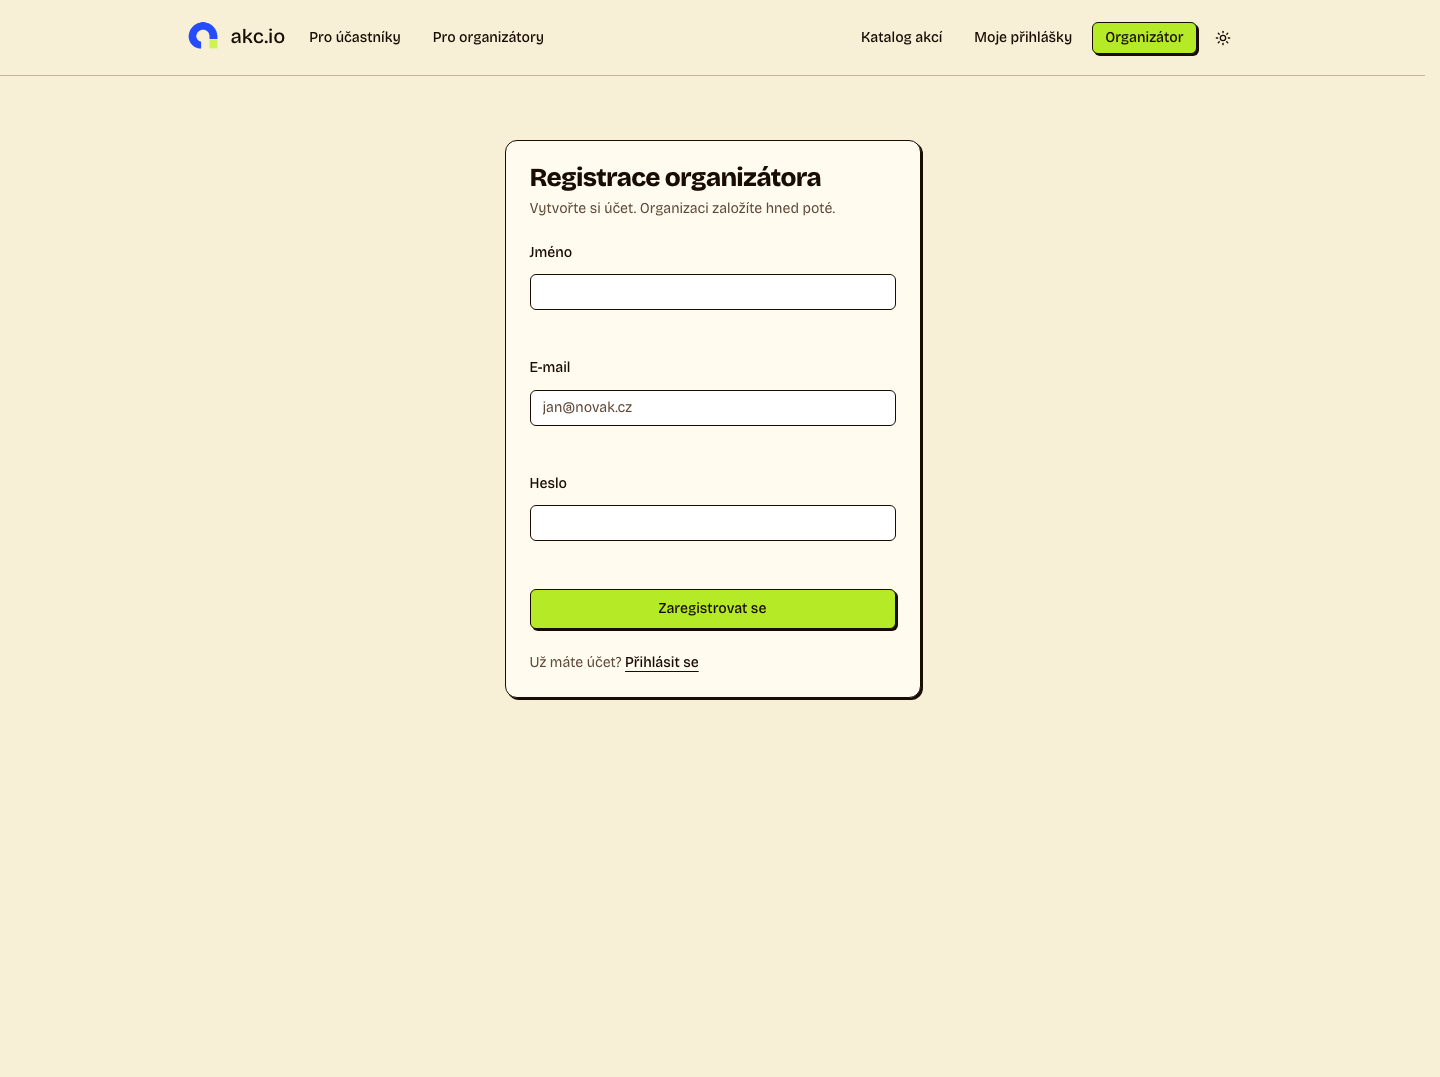 akc.io
Pro účastníky
Pro organizátory
Katalog akcí
Moje přihlášky
Organizátor
Registrace organizátora
Vytvořte si účet. Organizaci založíte hned poté.
Jméno
E-mail
jan@novak.cz
Heslo
Zaregistrovat se
Už máte účet? Přihlásit se